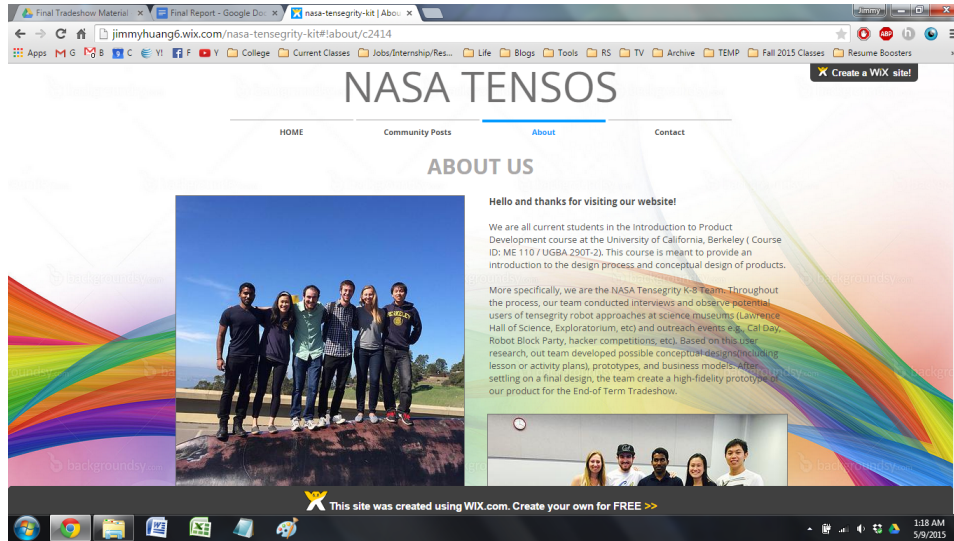 Final Tradeshow Material
Final Report - Google Doc
nasa-tensegrity-kit | Abou
Jimmy
jimmyhuang6.wix.com/nasa-tensegrity-kit#!about/c2414
Apps M G M B F Y! F Y College Current Classes Jobs/Internship/Res... Life Blogs Tools RS TV Archive TEMP Fall 2015 Classes Resume Boosters
Create a WiX site!
NASA TENSOS
HOME Community Posts About Contact
ABOUT US
Hello and thanks for visiting our website!
We are all current students in the Introduction to Product
Development course at the University of California, Berkeley ( Course
ID: ME 110 / UGBA 290T-2). This course is meant to provide an
introduction to the design process and conceptual design of products.
More specifically, we are the NASA Tensegrity K-8 Team. Throughout
the process, our team conducted interviews and observe potential
users of tensegrity robot approaches at science museums (Lawrence
Hall of Science, Exploratorium, etc) and outreach events e.g., Cal Day,
Robot Block Party, hacker competitions, etc). Based on this user
research, out team developed possible conceptual designs(including
lesson or activity plans), prototypes, and business models. After
settling on a final design, the team create a high-fidelity prototype of
our product for the End-of Term Tradeshow.
BERKELEY
Cal
backgroundsy.com
backgroundsy.com
This site was created using WIX.com. Create your own for FREE >>
1:18 AM
5/9/2015